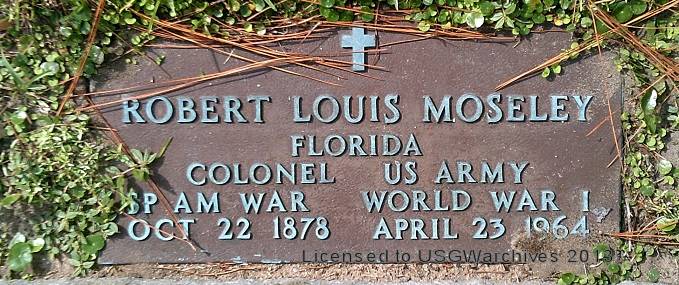 ROBERT LOUIS MOSELEY
FLORIDA
COLONEL US ARMY
SP AM WAR WORLD WAR I
OCT 22 1878 APRIL 23 1964
Licensed to USGWarchives